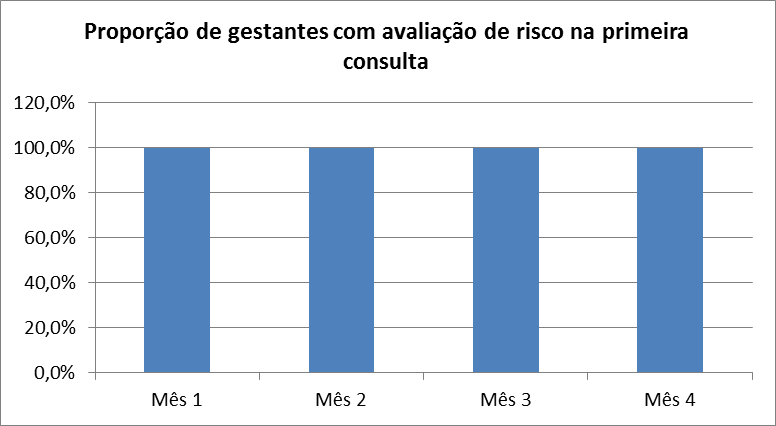 Proporção de gestantes com avaliação de risco na primeira
consulta
120,0%
100,0%
80,0%
60,0%
40,0%
20,0%
0,0%
Mês 1 Mês 2 Mês 3 Mês 4